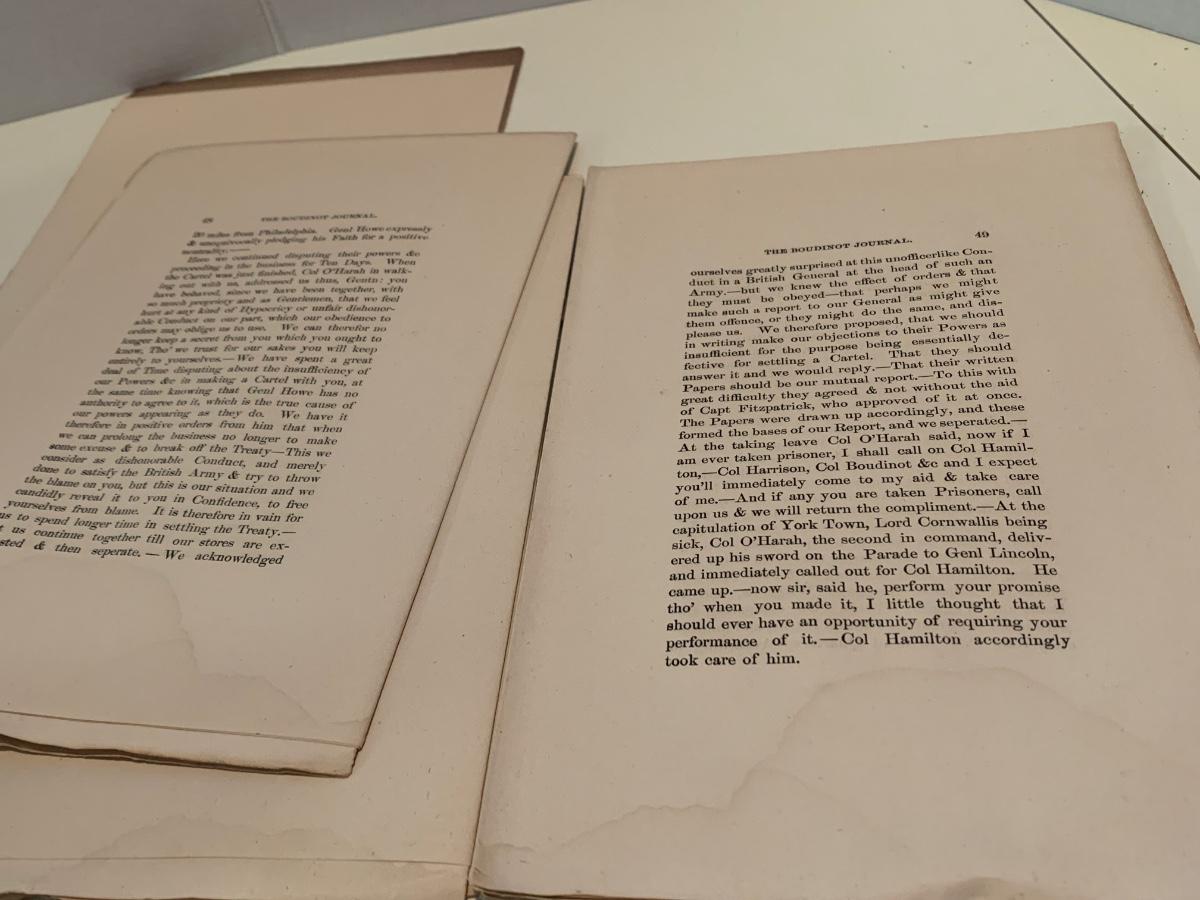 48 THE BOUDINOT JOURNAL.
20 miles from Philadelphia. Genl Howe expressly
& unequivocally pledging his Faith for a positive
neutrality.——
Here we continued disputing their powers &c
proceeding in the business for Ten Days. When
the Cartel was just finished, Col O'Harah in walk-
ing out with us, addressed us thus, Gentn: you
have behaved, since we have been together, with
so much propriety and as Gentlemen, that we feel
hurt at any kind of Hypocricy or unfair dishonor-
able Conduct on our part, which our obedience to
orders may oblige us to use. We can therefor no
longer keep a secret from you which you ought to
know, Tho' we trust for our sakes you will keep
entirely to yourselves.—We have spent a great
deal of Time disputing about the insufficiency of
our Powers &c in making a Cartel with you, at
the same time knowing that Genl Howe has no
authority to agree to it, which is the true cause of
our powers appearing as they do. We have it
therefore in positive orders from him that when
we can prolong the business no longer to make
some excuse & to break off the Treaty—This we
consider as dishonorable Conduct, and merely
done to satisfy the British Army & try to throw
the blame on you, but this is our situation and we
candidly reveal it to you in Confidence, to free
yourselves from blame. It is therefore in vain for
us to spend longer time in settling the Treaty.—
t us continue together till our stores are ex-
sted & then seperate.—We acknowledged
THE BOUDINOT JOURNAL. 49
ourselves greatly surprised at this unofficerlike Con-
duct in a British General at the head of such an
Army.—but we knew the effect of orders & that
they must be obeyed—that perhaps we might
make such a report to our General as might give
them offence, or they might do the same, and dis-
please us. We therefore proposed, that we should
in writing make our objections to their Powers as
insufficient for the purpose being essentially de-
fective for settling a Cartel. That they should
answer it and we would reply.—That their written
Papers should be our mutual report.—To this with
great difficulty they agreed & not without the aid
of Capt Fitzpatrick, who approved of it at once.
The Papers were drawn up accordingly, and these
formed the bases of our Report, and we seperated.—
At the taking leave Col O'Harah said, now if I
am ever taken prisoner, I shall call on Col Hamil-
ton,—Col Harrison, Col Boudinot &c and I expect
you'll immediately come to my aid & take care
of me.—And if any you are taken Prisoners, call
upon us & we will return the compliment.—At the
capitulation of York Town, Lord Cornwallis being
sick, Col O'Harah, the second in command, deliv-
ered up his sword on the Parade to Genl Lincoln,
and immediately called out for Col Hamilton. He
came up.—now sir, said he, perform your promise
tho' when you made it, I little thought that I
should ever have an opportunity of requiring your
performance of it.—Col Hamilton accordingly
took care of him.